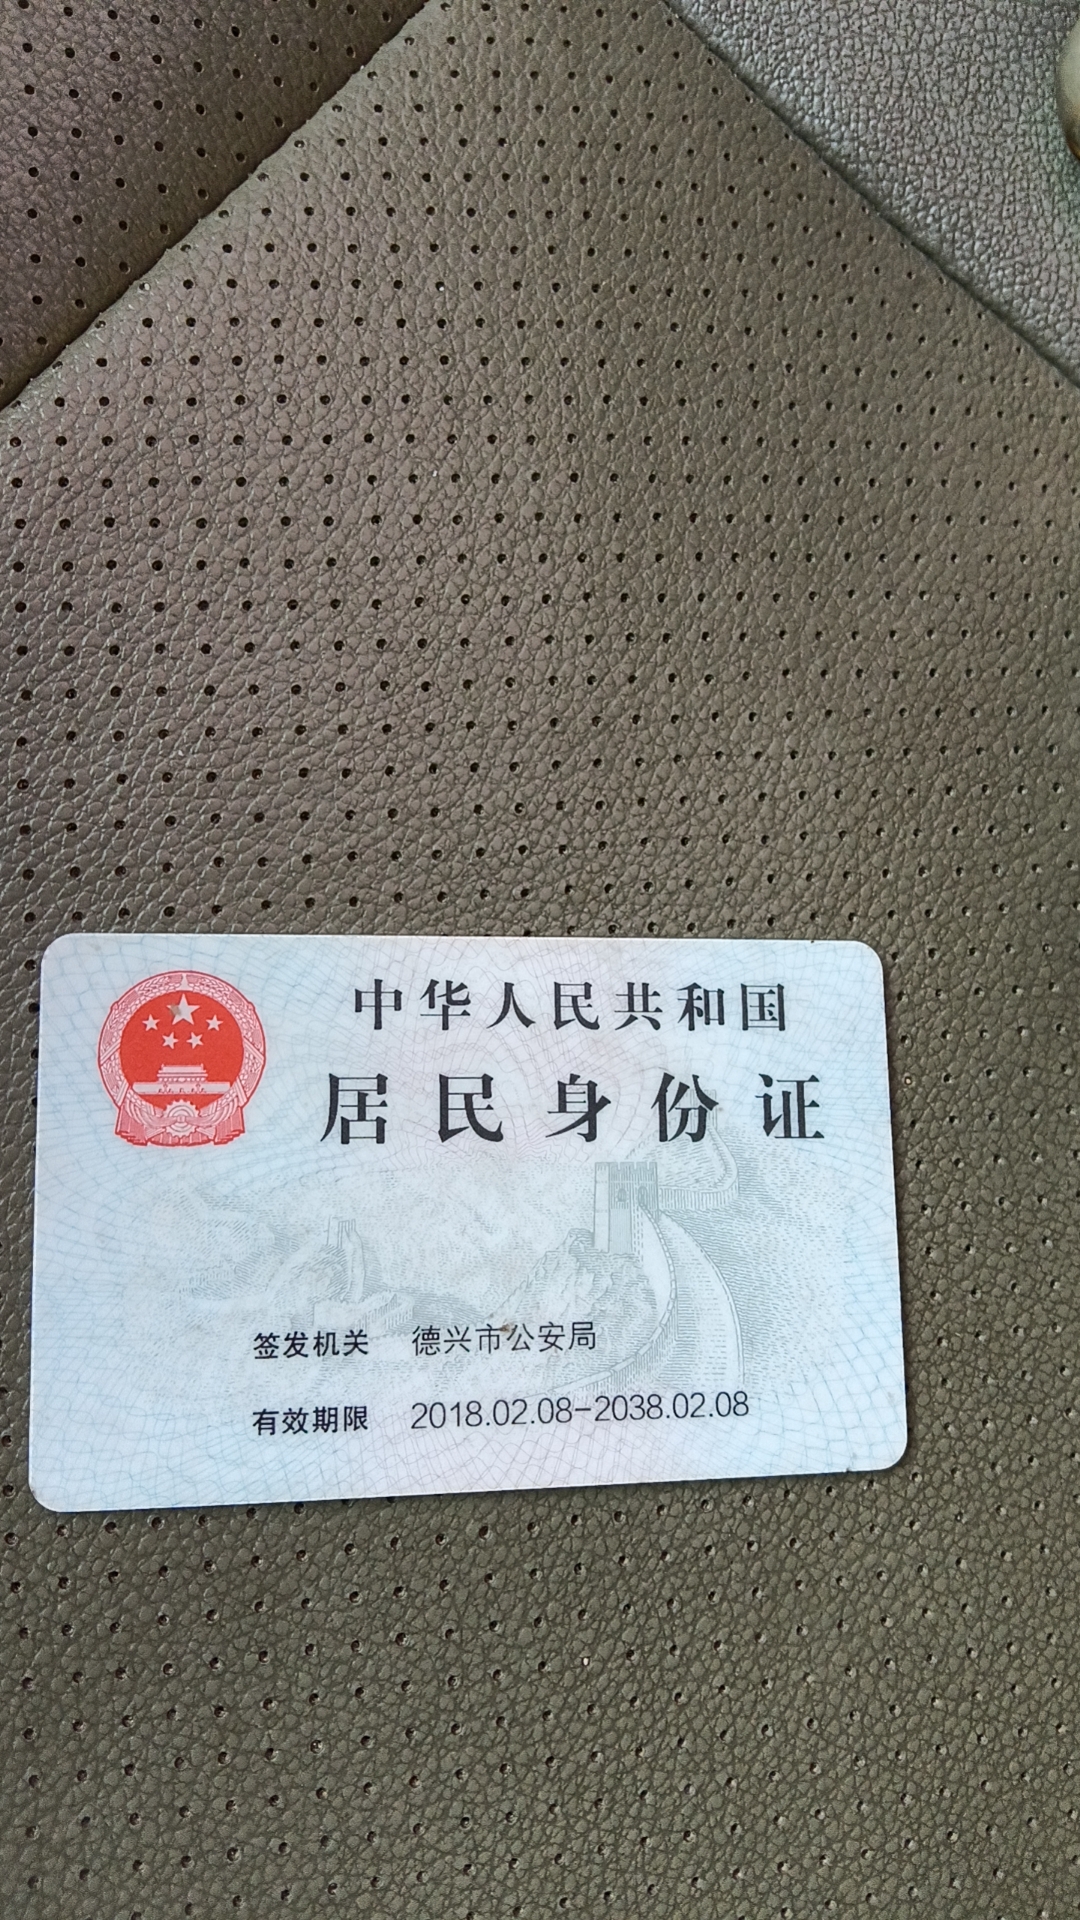 中华人民共和国
居民身份证
签发机关 德兴市公安局
有效期限 2018.02.08-2038.02.08